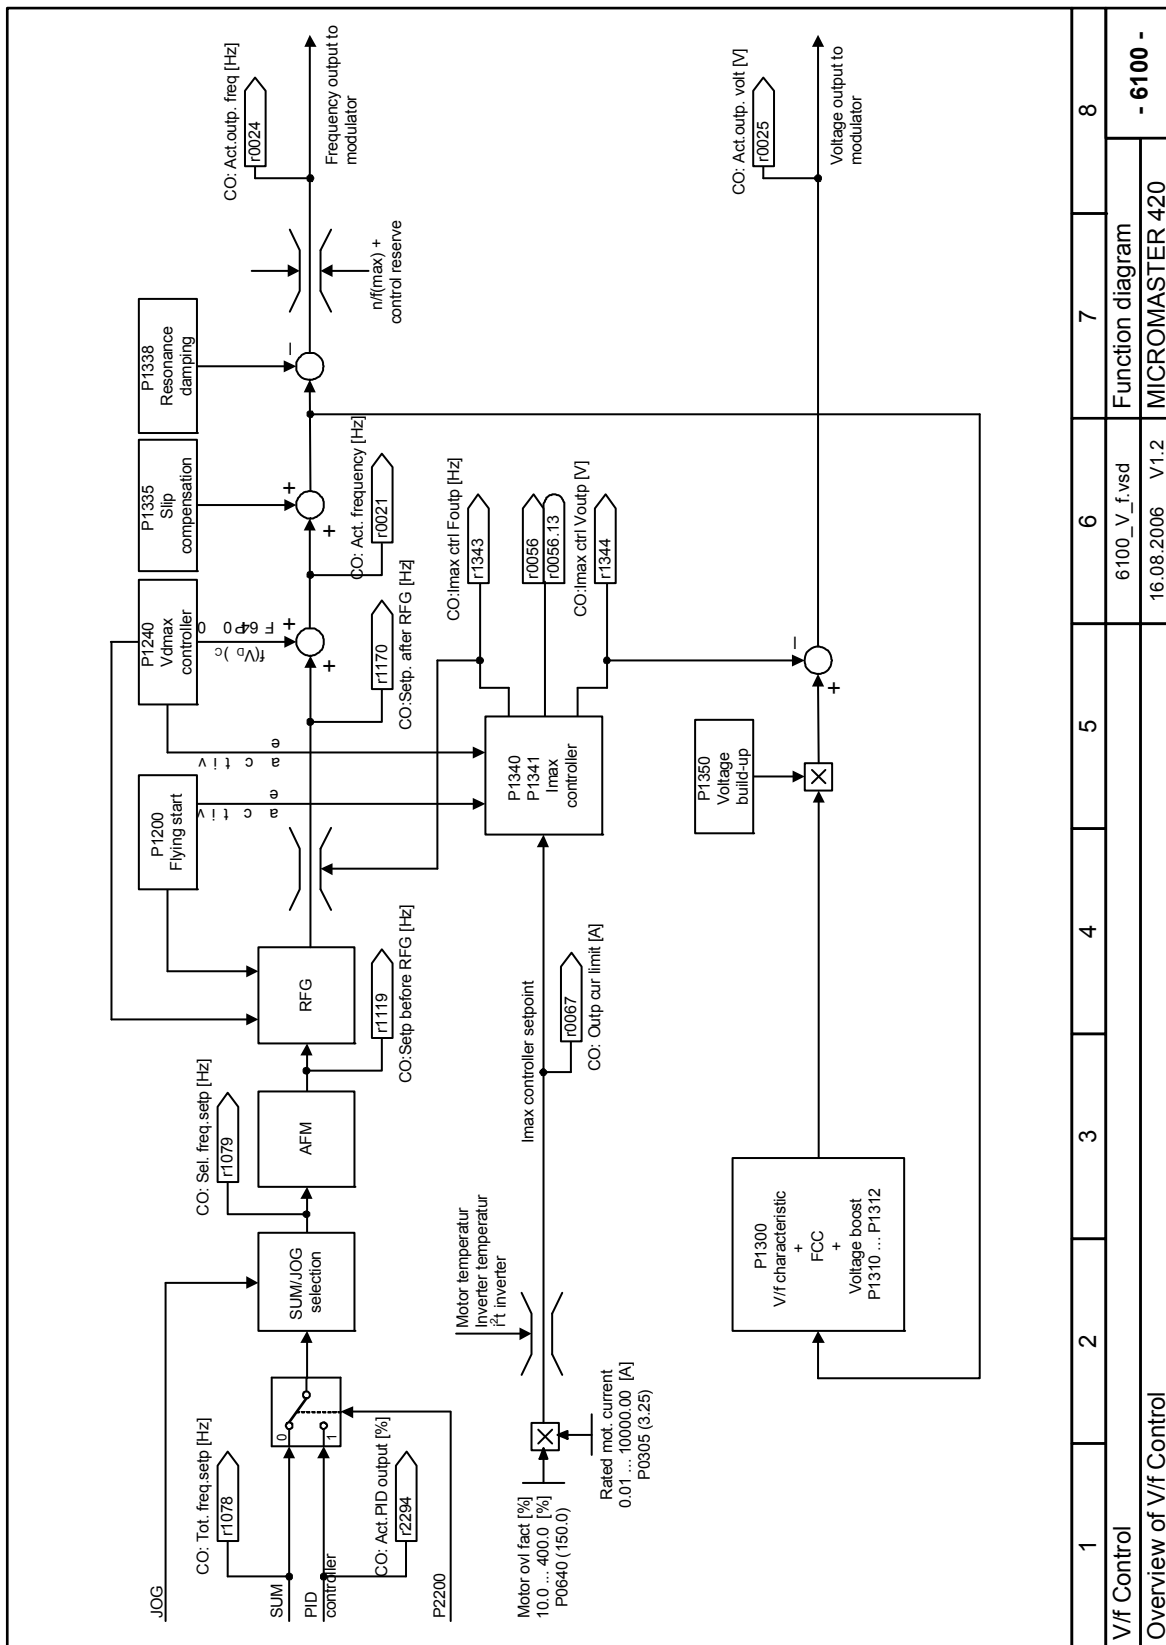 JOG
SUM
PID
controller
P2200
CO: Tot. freq.setp [Hz]
r1078
0
1
CO: Act.PID output [%]
r2294
SUM/JOG
selection
CO: Sel. freq.setp [Hz]
r1079
AFM
CO:Setp before RFG [Hz]
r1119
RFG
P1200
Flying start
a c tiv e
P1240
Vdmax
controller
a c tiv e
CO:Setp. after RFG [Hz]
r1170
+
+
CO: Act. frequency [Hz]
r0021
P1335
Slip
compensation
+
+
P1338
Resonance
damping
–
n/f(max) +
control reserve
CO: Act.outp. freq [Hz]
r0024
Frequency output to
modulator
Motor ovl fact [%]
10.0 ... 400.0 [%]
P0640 (150.0)
Rated mot. current
0.01 ... 10000.00 [A]
P0305 (3.25)
Motor temperatur
Inverter temperatur
i²t inverter
Imax controller setpoint
r0067
CO: Outp cur limit [A]
P1340
P1341
Imax
controller
CO:Imax ctrl Foutp [Hz]
r1343
r0056
r0056.13
CO:Imax ctrl Voutp [V]
r1344
P1300
V/f characteristic
+
FCC
+
Voltage boost
P1310 ... P1312
P1350
Voltage
build-up
+
–
CO: Act.outp. volt [V]
r0025
Voltage output to
modulator
1 2 3 4 5 6 7 8
V/f Control
Overview of V/f Control
6100_V_f.vsd
16.08.2006 V1.2
Function diagram
MICROMASTER 420
- 6100 -